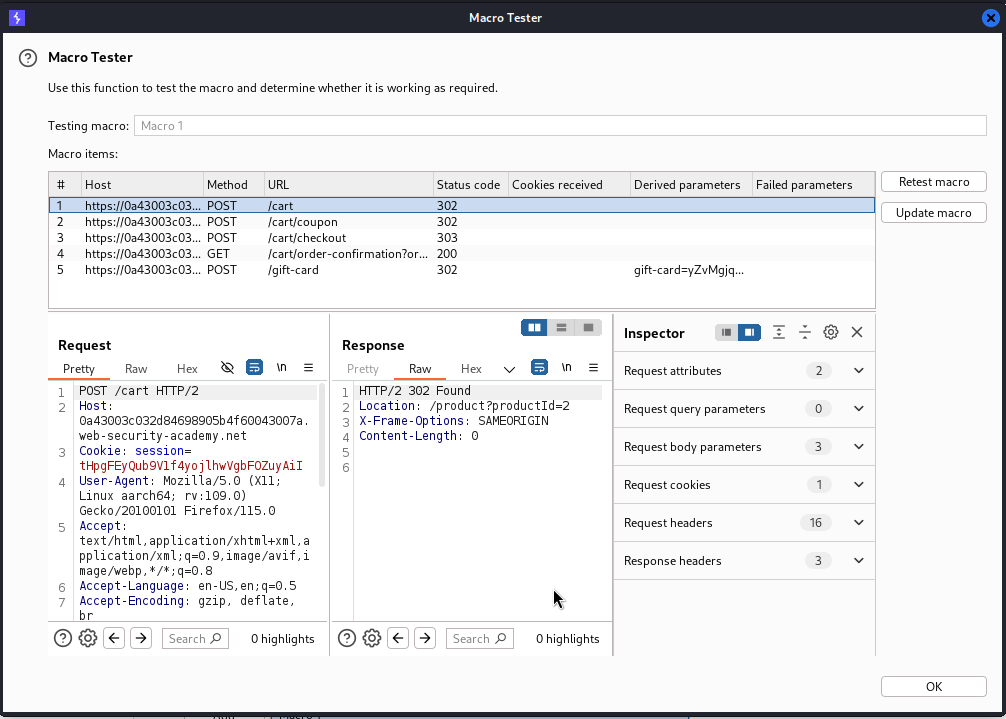 Macro Tester
Macro Tester
Use this function to test the macro and determine whether it is working as required.
Testing macro: Macro 1
Macro items:
# Host Method URL Status code Cookies received Derived parameters Failed parameters
1 https://0a43003c03... POST /cart 302
2 https://0a43003c03... POST /cart/coupon 302
3 https://0a43003c03... POST /cart/checkout 303
4 https://0a43003c03... GET /cart/order-confirmation?or... 200
5 https://0a43003c03... POST /gift-card 302 gift-card=yZvMgjq...
Retest macro
Update macro
Request
Pretty Raw Hex \n
1 POST /cart HTTP/2
2 Host:
0a43003c032d84698905b4f60043007a.
web-security-academy.net
3 Cookie: session=
tHpgFEyQub9V1f4yojlhwVgbFOZuyAiI
4 User-Agent: Mozilla/5.0 (X11;
Linux aarch64; rv:109.0)
Gecko/20100101 Firefox/115.0
5 Accept:
text/html,application/xhtml+xml,a
pplication/xml;q=0.9,image/avif,i
mage/webp,*/*;q=0.8
6 Accept-Language: en-US,en;q=0.5
7 Accept-Encoding: gzip, deflate,
br
Search 0 highlights
Response
Pretty Raw Hex \n
1 HTTP/2 302 Found
2 Location: /product?productId=2
3 X-Frame-Options: SAMEORIGIN
4 Content-Length: 0
5
6
Search 0 highlights
Inspector
Request attributes 2
Request query parameters 0
Request body parameters 3
Request cookies 1
Request headers 16
Response headers 3
OK